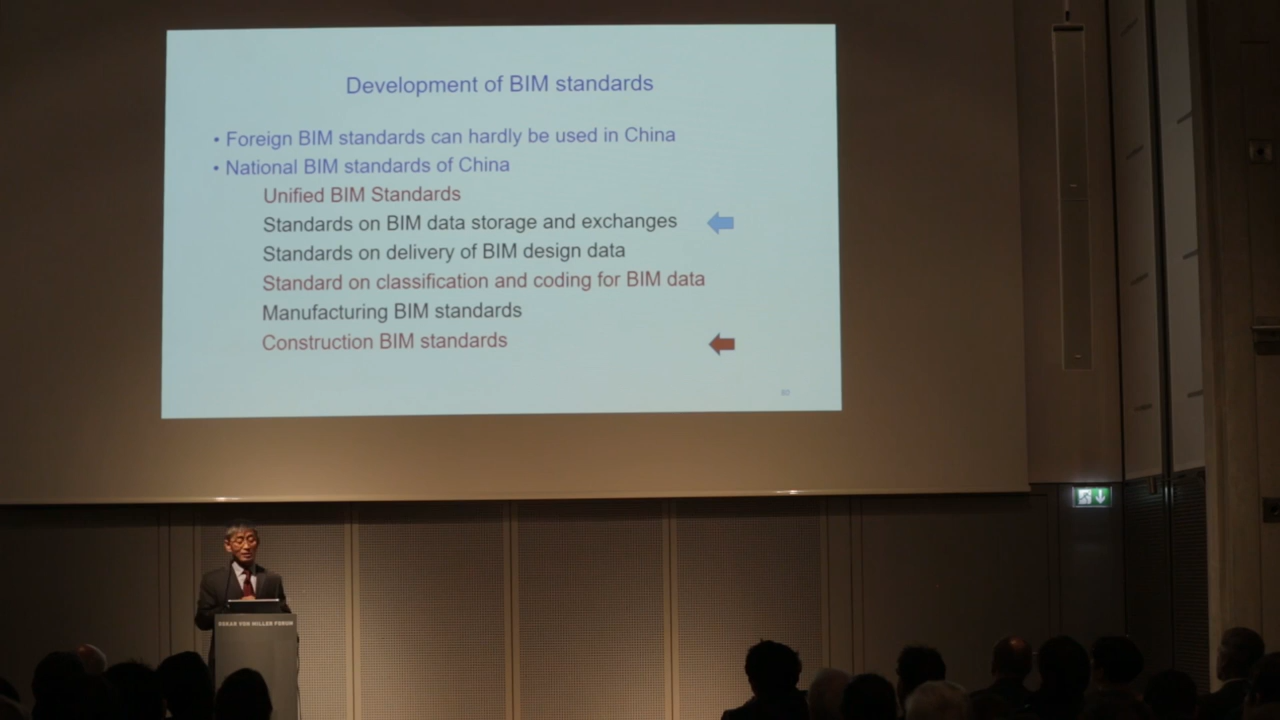 Development of BIM standards
• Foreign BIM standards can hardly be used in China
• National BIM standards of China
Unified BIM Standards
Standards on BIM data storage and exchanges
Standards on delivery of BIM design data
Standard on classification and coding for BIM data
Manufacturing BIM standards
Construction BIM standards
OSKAR VON MILLER FORUM